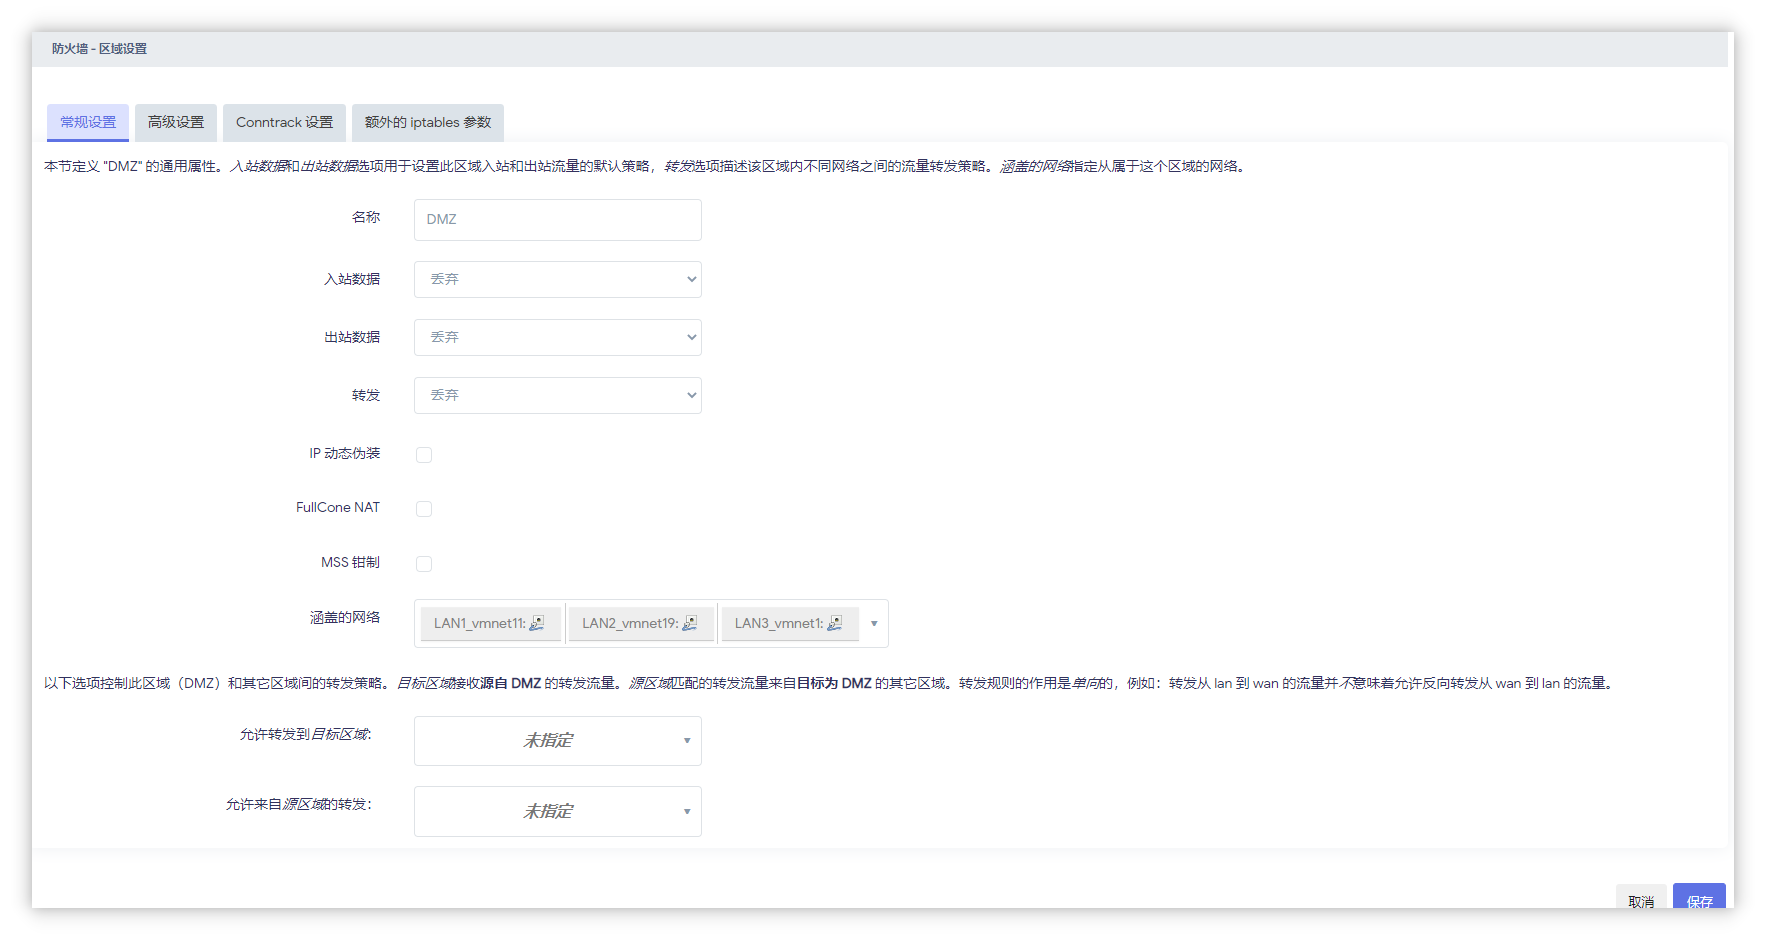 防火墙 - 区域设置
常规设置 高级设置 Conntrack 设置 额外的 iptables 参数
本节定义 "DMZ" 的通用属性。入站数据和出站数据选项用于设置此区域入站和出站流量的默认策略，转发选项描述该区域内不同网络之间的流量转发策略。涵盖的网络指定从属于这个区域的网络。
名称 DMZ
入站数据 丢弃
出站数据 丢弃
转发 丢弃
IP 动态伪装
FullCone NAT
MSS 钳制
涵盖的网络 LAN1_vmnet11: LAN2_vmnet19: LAN3_vmnet1:
以下选项控制此区域（DMZ）和其它区域间的转发策略。目标区域接收源自 DMZ 的转发流量。源区域匹配的转发流量来自目标为 DMZ 的其它区域。转发规则的作用是单向的，例如：转发从 lan 到 wan 的流量并不意味着允许反向转发从 wan 到 lan 的流量。
允许转发到目标区域： 未指定
允许来自源区域的转发： 未指定
取消 保存